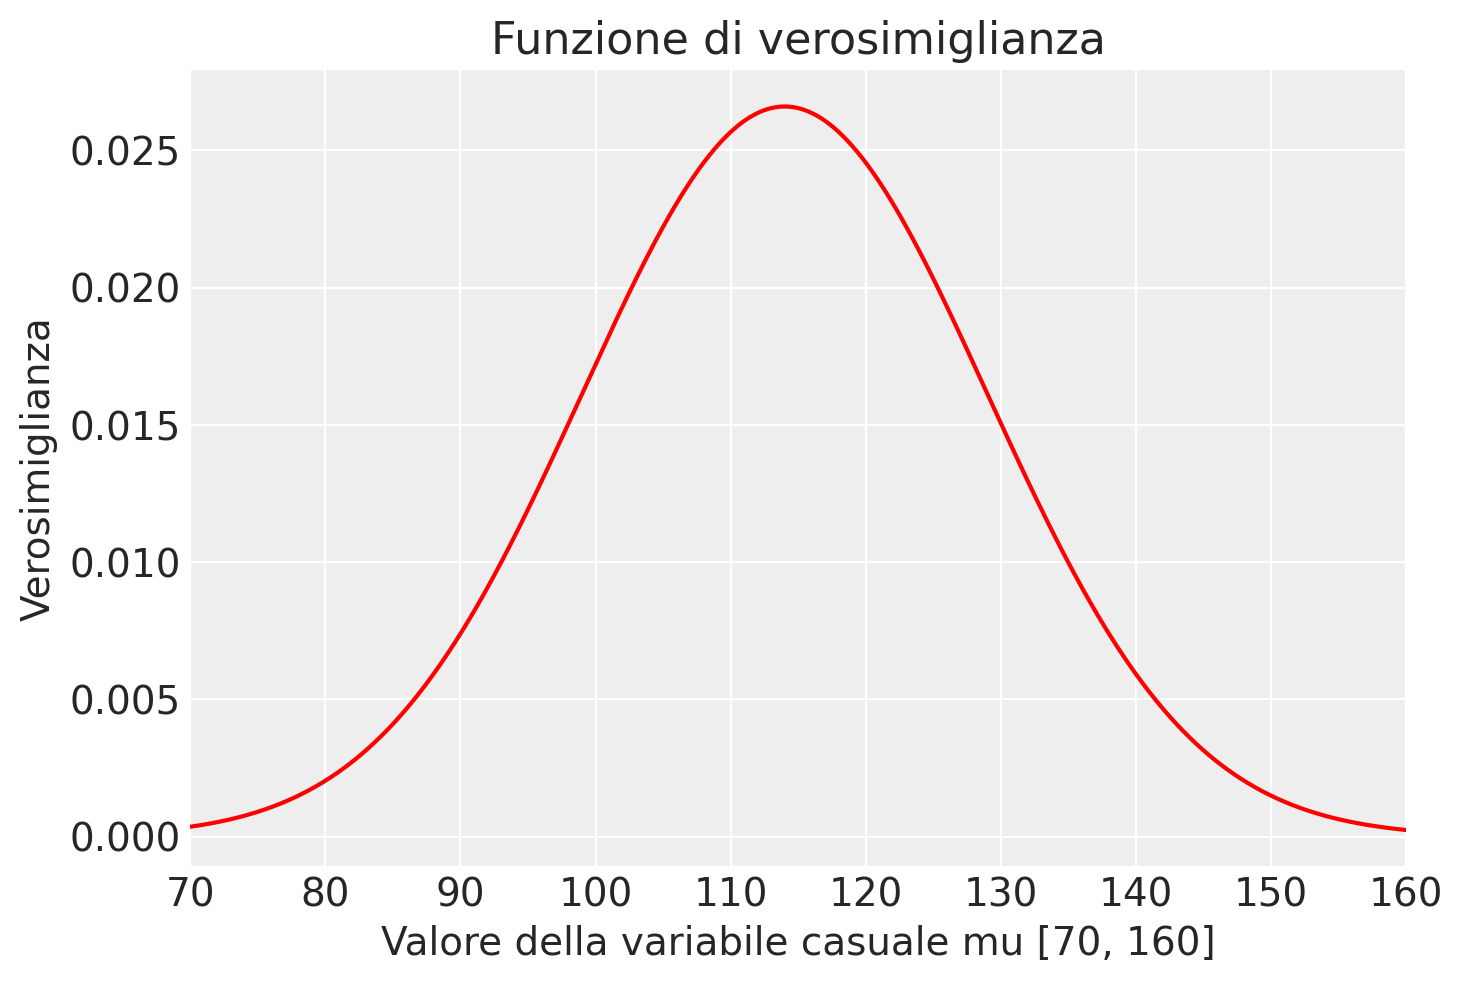 Funzione di verosimiglianza
Verosimiglianza
0.025
0.020
0.015
0.010
0.005
0.000
70 80 90 100 110 120 130 140 150 160
Valore della variabile casuale mu [70, 160]